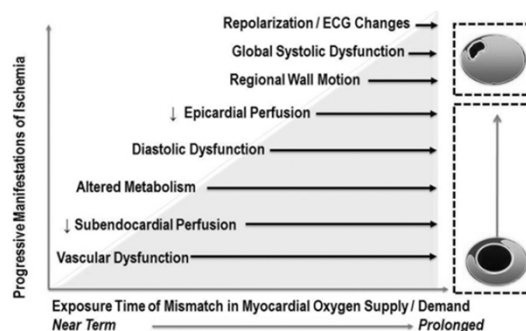 Progressive Manifestations of Ischemia
Repolarization / ECG Changes
Global Systolic Dysfunction
Regional Wall Motion
↓ Epicardial Perfusion
Diastolic Dysfunction
Altered Metabolism
↓ Subendocardial Perfusion
Vascular Dysfunction
Exposure Time of Mismatch in Myocardial Oxygen Supply / Demand
Near Term Prolonged